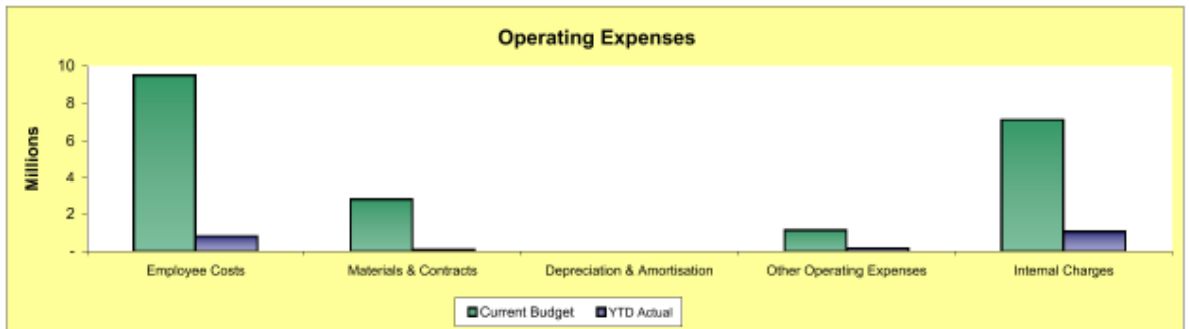 Operating Expenses
Millions
10
8
6
4
2
-
Employee Costs Materials & Contracts Depreciation & Amortisation Other Operating Expenses Internal Charges
Current Budget YTD Actual